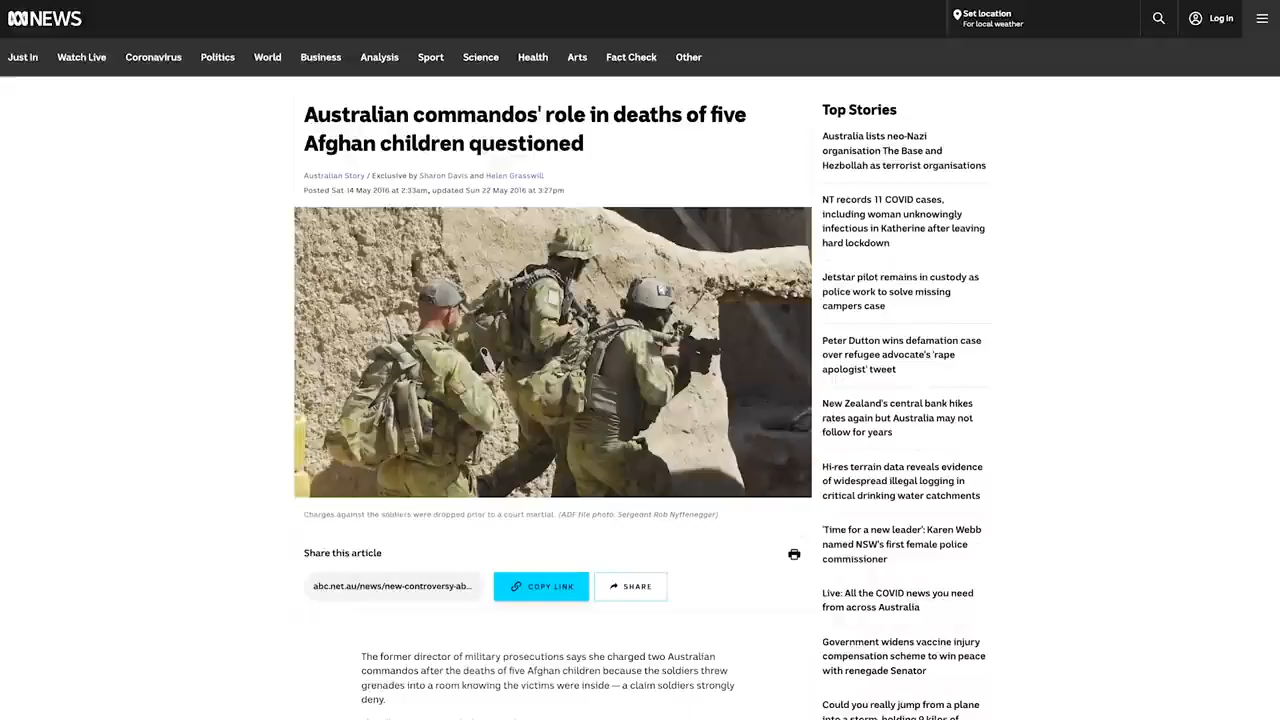 NEWS
Set location
For local weather
Log In
Just In
Watch Live
Coronavirus
Politics
World
Business
Analysis
Sport
Science
Health
Arts
Fact Check
Other
Australian commandos' role in deaths of five
Afghan children questioned
Australian Story / Exclusive by Sharon Davis and Helen Grasswill
Posted Sat 14 May 2016 at 2:33am, updated Sun 22 May 2016 at 3:27pm
Charges against the soldiers were dropped prior to a court martial. (ADF file photo: Sergeant Rob Nyffenegger)
Share this article
abc.net.au/news/new-controversy-ab...
COPY LINK
SHARE
The former director of military prosecutions says she charged two Australian
commandos after the deaths of five Afghan children because the soldiers threw
grenades into a room knowing the victims were inside — a claim soldiers strongly
deny.
Top Stories
Australia lists neo-Nazi
organisation The Base and
Hezbollah as terrorist organisations
NT records 11 COVID cases,
including woman unknowingly
infectious in Katherine after leaving
hard lockdown
Jetstar pilot remains in custody as
police work to solve missing
campers case
Peter Dutton wins defamation case
over refugee advocate's 'rape
apologist' tweet
New Zealand's central bank hikes
rates again but Australia may not
follow for years
Hi-res terrain data reveals evidence
of widespread illegal logging in
critical drinking water catchments
'Time for a new leader': Karen Webb
named NSW's first female police
commissioner
Live: All the COVID news you need
from across Australia
Government widens vaccine injury
compensation scheme to win peace
with renegade Senator
Could you really jump from a plane
into a storm, holding 9 kilos of